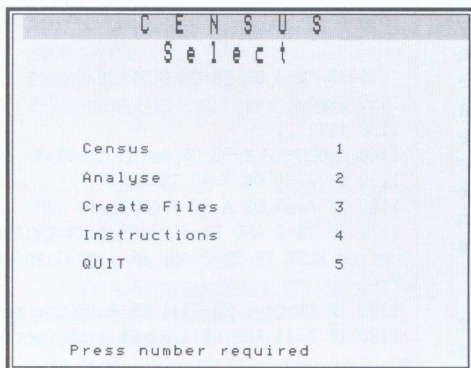 C E N S U S
Select
Census 1
Analyse 2
Create Files 3
Instructions 4
QUIT 5
Press number required